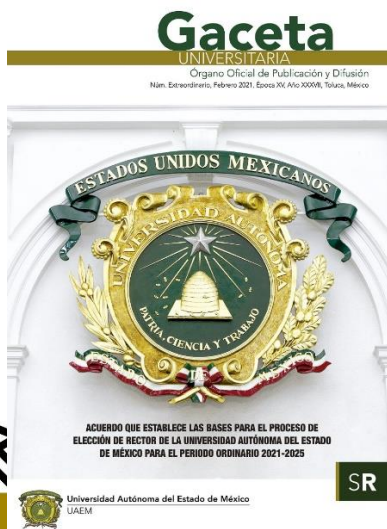 Gaceta
UNIVERSITARIA
Órgano Oficial de Publicación y Difusión
Núm. Extraordinario, Febrero 2021, Época XV, Año XXXVII, Toluca, México
ESTADOS UNIDOS MEXICANOS
UNIVERSIDAD AUTÓNOMA
PATRIA, CIENCIA Y TRABAJO
ESTADO DE MÉXICO
ACUERDO QUE ESTABLECE LAS BASES PARA EL PROCESO DE
ELECCIÓN DE RECTOR DE LA UNIVERSIDAD AUTÓNOMA DEL ESTADO
DE MÉXICO PARA EL PERIODO ORDINARIO 2021-2025
SR
Universidad Autónoma del Estado de México
UAEM